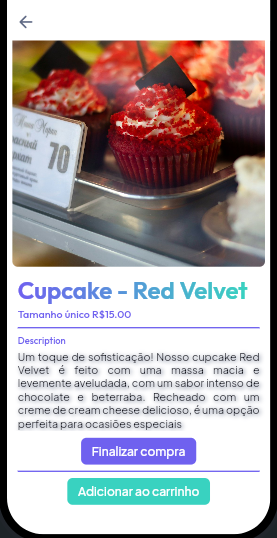 70
Cupcake - Red Velvet
Tamanho único R$15.00
Description
Um toque de sofisticação! Nosso cupcake Red
Velvet é feito com uma massa macia e
levemente aveludada, com um sabor intenso de
chocolate e beterraba. Recheado com um
creme de cream cheese delicioso, é uma opção
perfeita para ocasiões especiais
Finalizar compra
Adicionar ao carrinho